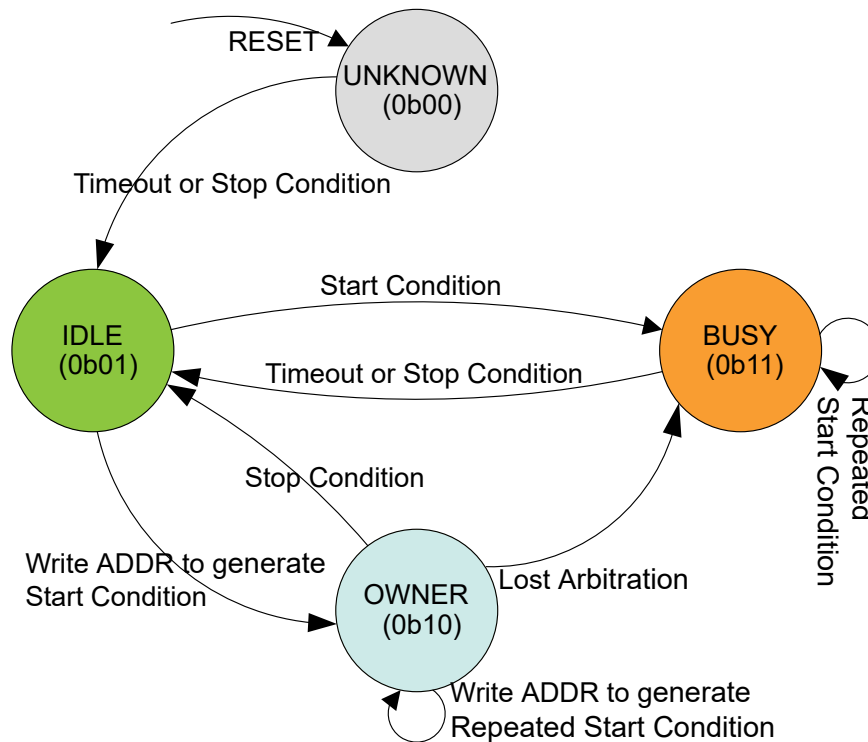 RESET
UNKNOWN
(0b00)
Timeout or Stop Condition
Start Condition
IDLE
(0b01)
BUSY
(0b11)
Timeout or Stop Condition
Repeated
Start Condition
Stop Condition
Write ADDR to generate
Start Condition
Lost Arbitration
OWNER
(0b10)
Write ADDR to generate
Repeated Start Condition